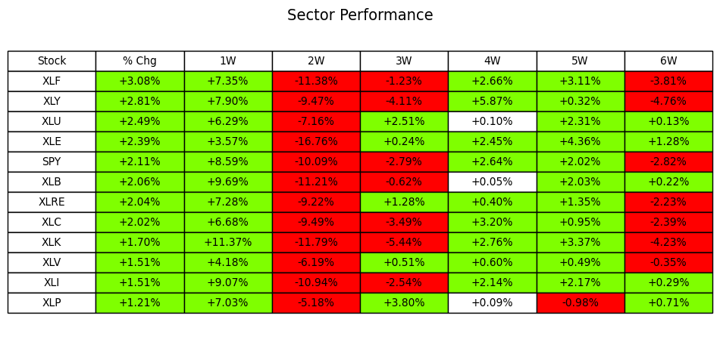 Sector Performance
Stock % Chg 1W 2W 3W 4W 5W 6W
XLF +3.08% +7.35% -11.38% -1.23% +2.66% +3.11% -3.81%
XLY +2.81% +7.90% -9.47% -4.11% +5.87% +0.32% -4.76%
XLU +2.49% +6.29% -7.16% +2.51% +0.10% +2.31% +0.13%
XLE +2.39% +3.57% -16.76% +0.24% +2.45% +4.36% +1.28%
SPY +2.11% +8.59% -10.09% -2.79% +2.64% +2.02% -2.82%
XLB +2.06% +9.69% -11.21% -0.62% +0.05% +2.03% +0.22%
XLRE +2.04% +7.28% -9.22% +1.28% +0.40% +1.35% -2.23%
XLC +2.02% +6.68% -9.49% -3.49% +3.20% +0.95% -2.39%
XLK +1.70% +11.37% -11.79% -5.44% +2.76% +3.37% -4.23%
XLV +1.51% +4.18% -6.19% +0.51% +0.60% +0.49% -0.35%
XLI +1.51% +9.07% -10.94% -2.54% +2.14% +2.17% +0.29%
XLP +1.21% +7.03% -5.18% +3.80% +0.09% -0.98% +0.71%